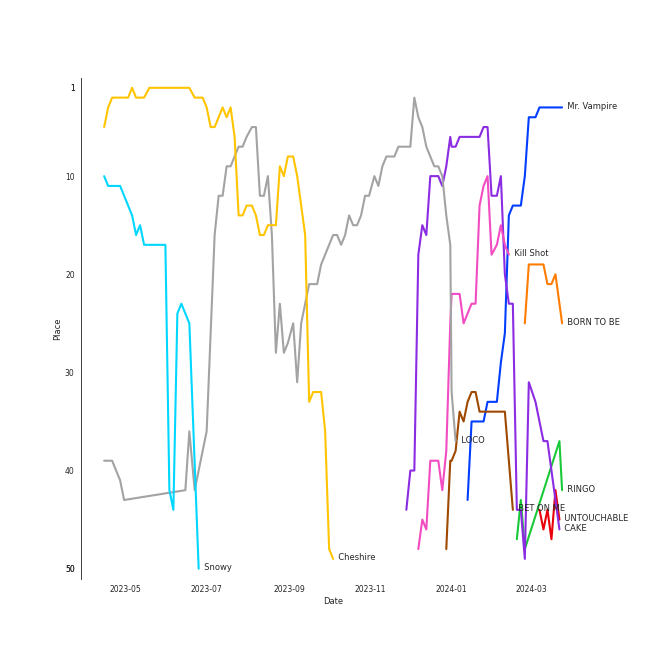 1
Mr. Vampire
10
Kill Shot
20
Place
BORN TO BE
30
LOCO
40
RINGO
BET ON ME
UNTOUCHABLE
CAKE
Cheshire
50
Snowy
2023-05
2023-07
2023-09
2023-11
2024-01
2024-03
Date